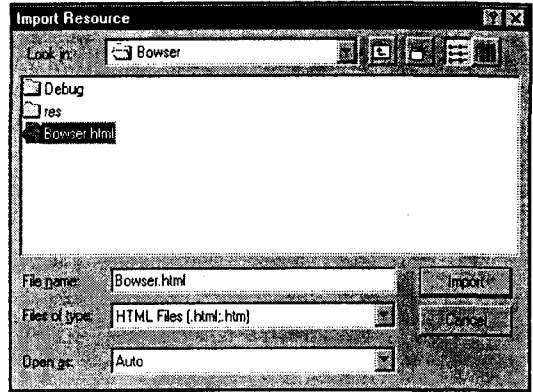 Import Resource
Look in: Bowser
Debug
res
Bowser.html
File name: Bowser.html
Import
Files of type: HTML Files (.html;.htm)
Cancel
Open as: Auto